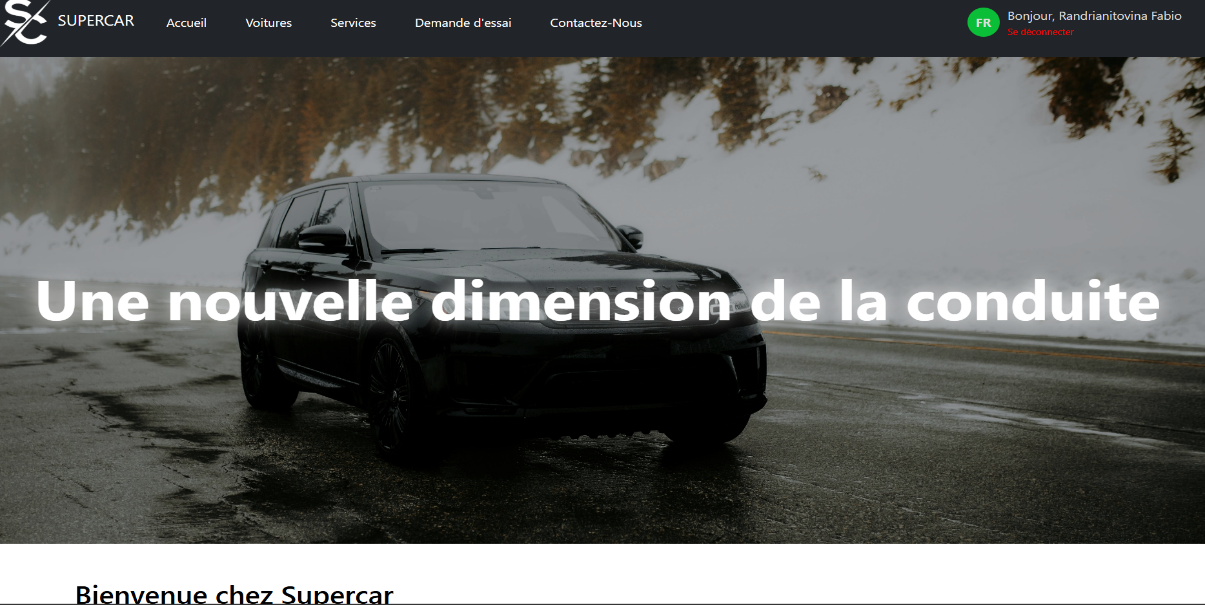 SC
SUPERCAR
Accueil
Voitures
Services
Demande d'essai
Contactez-Nous
FR
Bonjour, Randrianitovina Fabio
Se déconnecter
Une nouvelle dimension de la conduite
Bienvenue chez Supercar